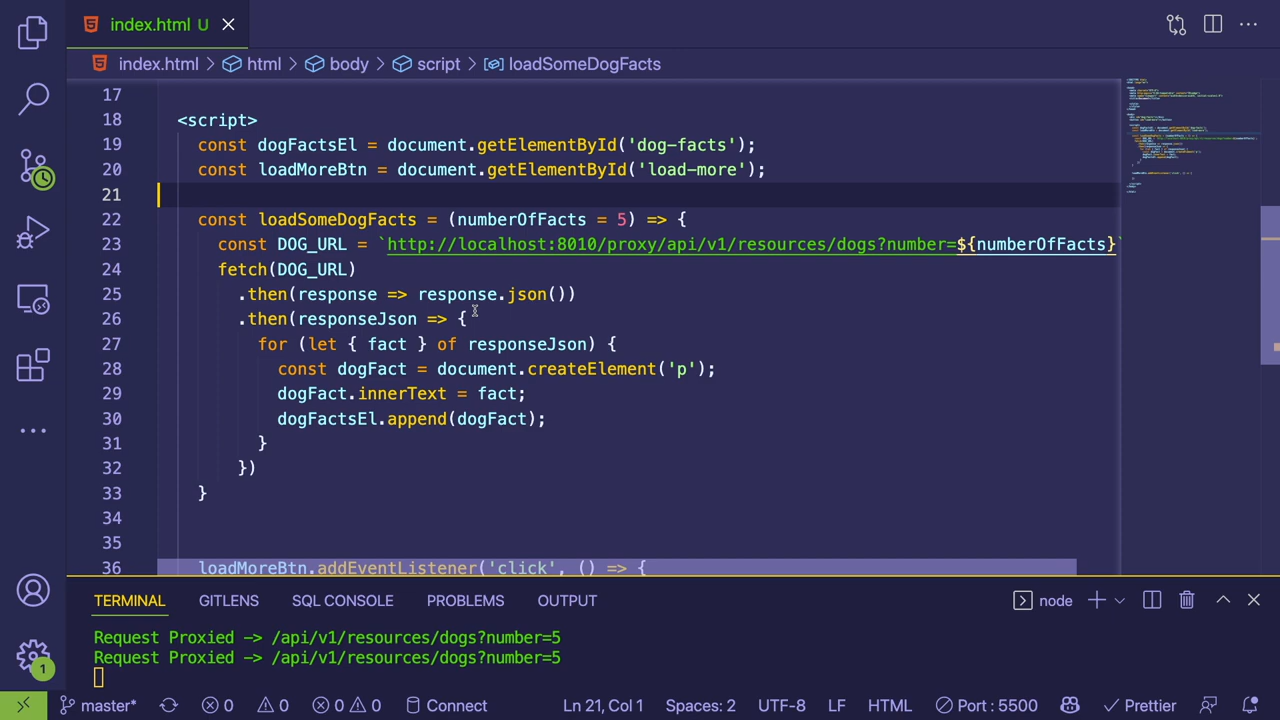 index.html U
index.html > html > body > script > loadSomeDogFacts
17
18 <script>
19 const dogFactsEl = document.getElementById('dog-facts');
20 const loadMoreBtn = document.getElementById('load-more');
21
22 const loadSomeDogFacts = (numberOfFacts = 5) => {
23 const DOG_URL = `http://localhost:8010/proxy/api/v1/resources/dogs?number=${numberOfFacts}`
24 fetch(DOG_URL)
25 .then(response => response.json())
26 .then(responseJson => {
27 for (let { fact } of responseJson) {
28 const dogFact = document.createElement('p');
29 dogFact.innerText = fact;
30 dogFactsEl.append(dogFact);
31 }
32 })
33 }
34
35
36 loadMoreBtn.addEventListener('click', () => {
TERMINAL GITLENS SQL CONSOLE PROBLEMS OUTPUT node
Request Proxied -> /api/v1/resources/dogs?number=5
Request Proxied -> /api/v1/resources/dogs?number=5
1
master* 0 0 0 0 Connect Ln 21, Col 1 Spaces: 2 UTF-8 LF HTML Port : 5500 Prettier